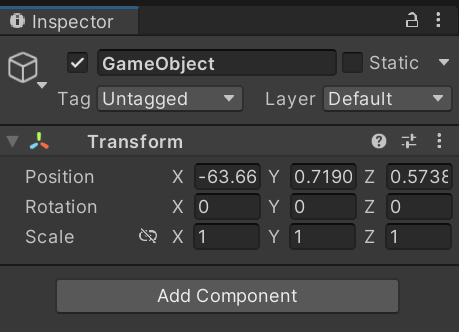 Inspector
GameObject Static
Tag Untagged Layer Default
Transform
Position X -63.66 Y 0.7190 Z 0.5738
Rotation X 0 Y 0 Z 0
Scale X 1 Y 1 Z 1
Add Component